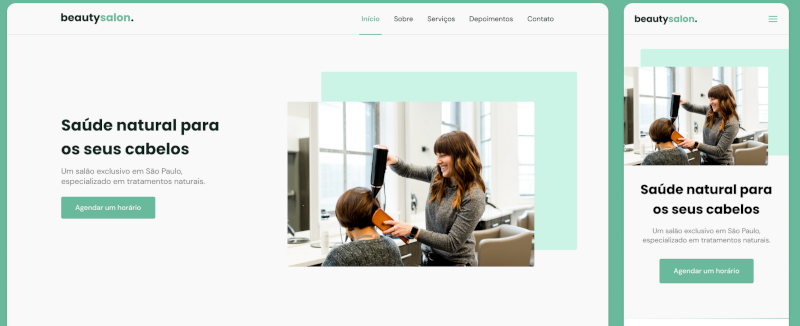 beautysalon.
Início Sobre Serviços Depoimentos Contato
Saúde natural para
os seus cabelos
Um salão exclusivo em São Paulo,
especializado em tratamentos naturais.
Agendar um horário
beautysalon.
Saúde natural para
os seus cabelos
Um salão exclusivo em São Paulo,
especializado em tratamentos naturais.
Agendar um horário